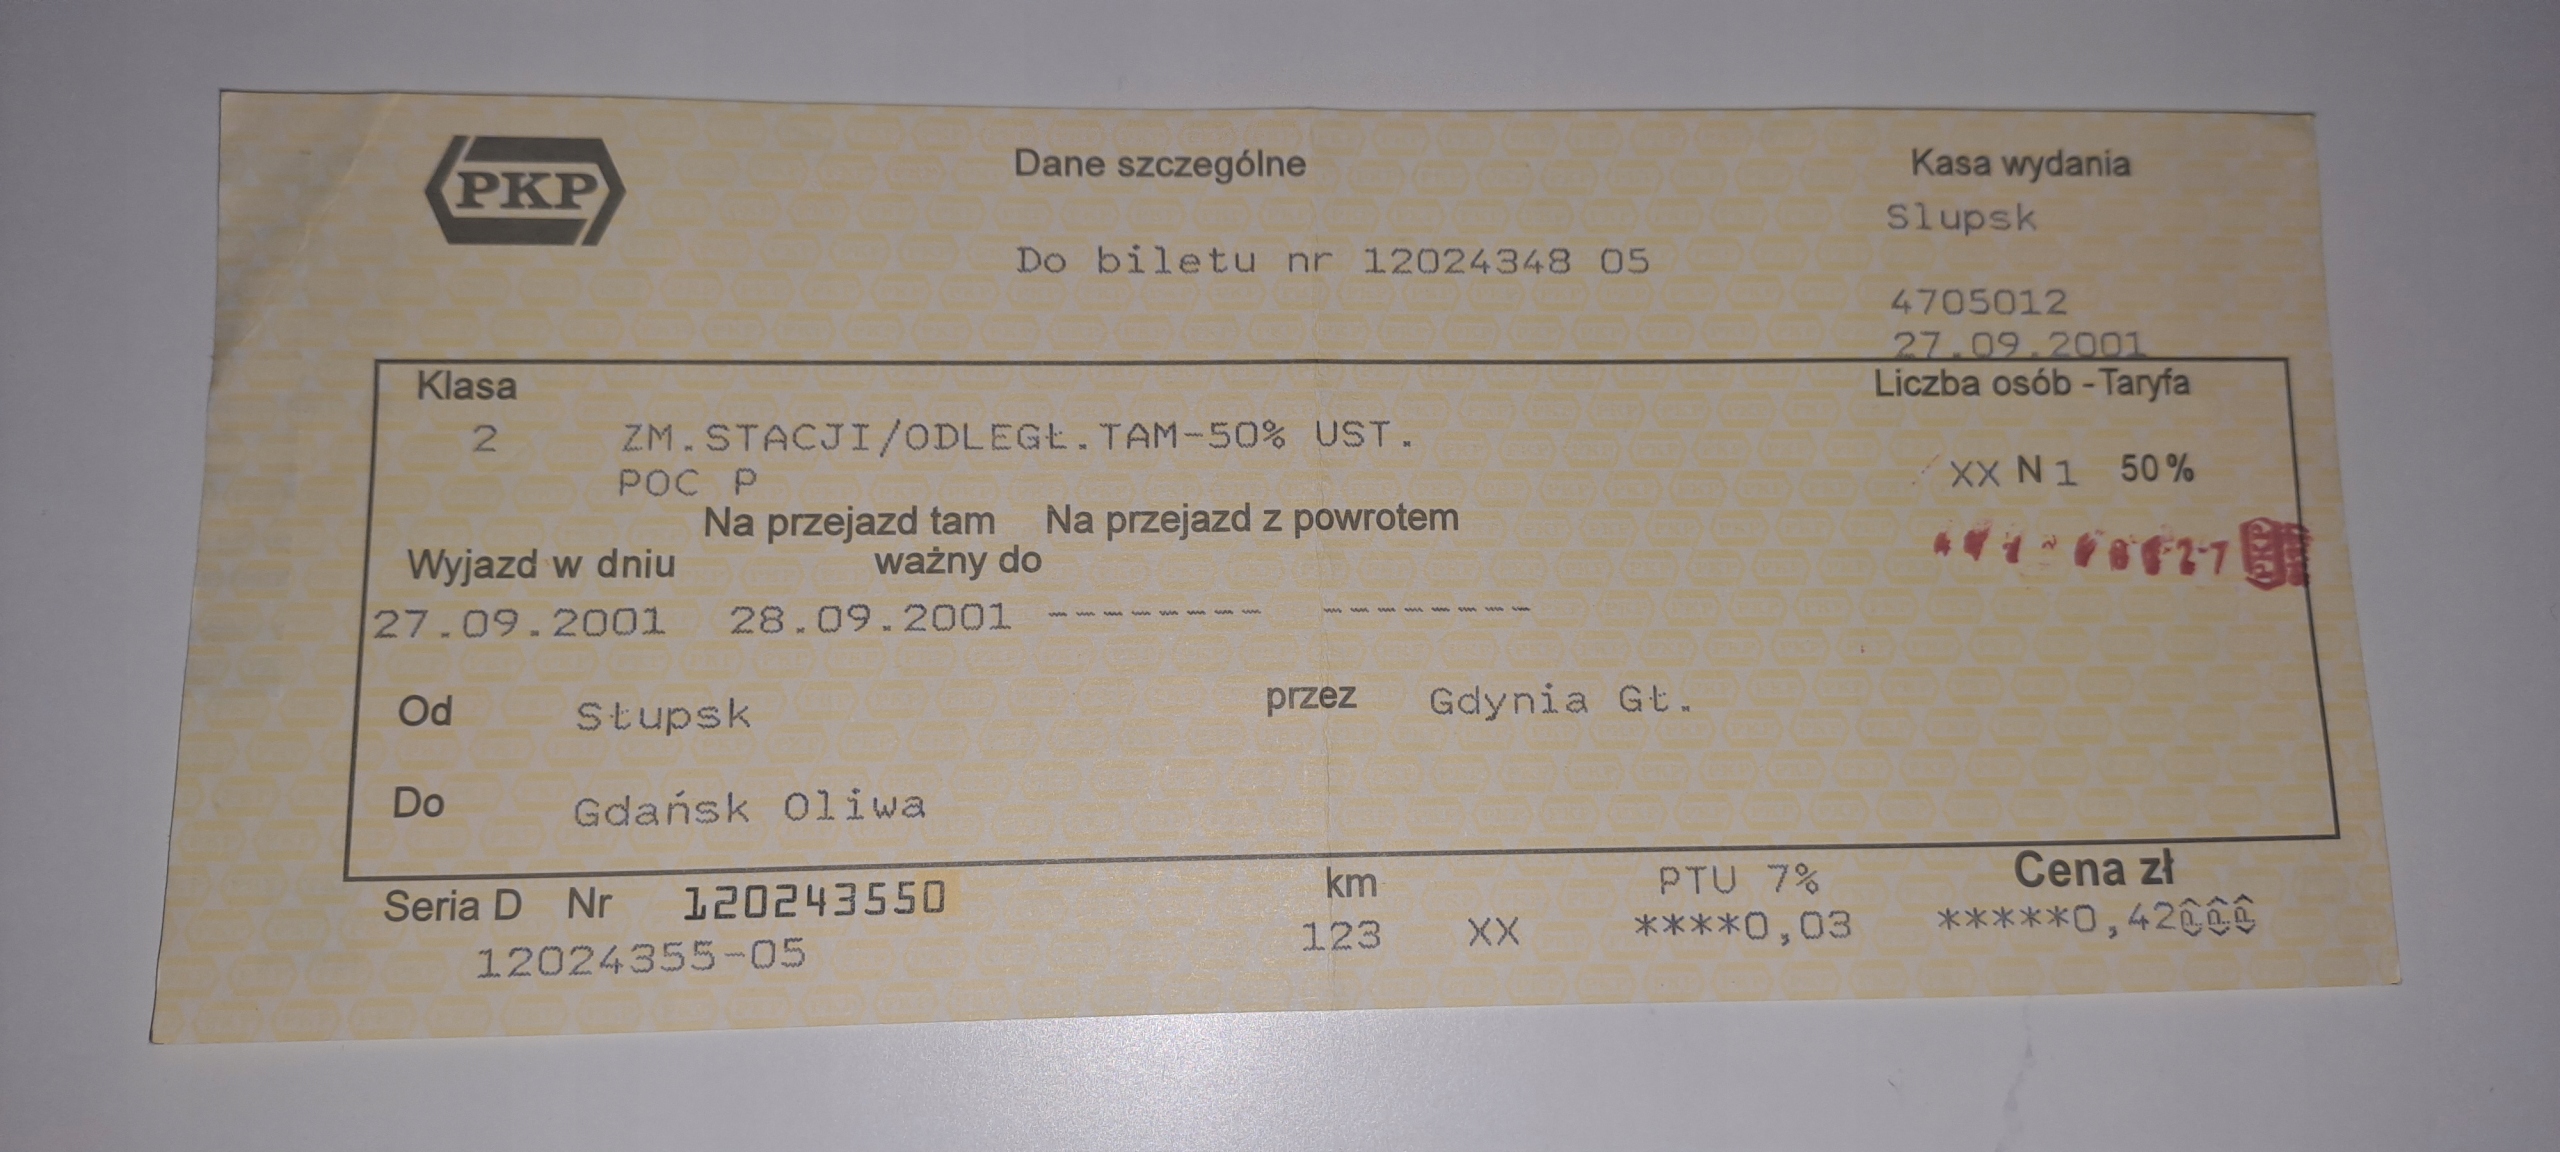 PKP
Dane szczególne
Kasa wydania
Slupsk
Do biletu nr 12024348 05
4705012
27.09.2001
Klasa
Liczba osób - Taryfa
2 ZM.STACJI/ODLEGŁ.TAM-50% UST.
POC P
XX N 1 50%
Na przejazd tam Na przejazd z powrotem
Wyjazd w dniu ważny do
27.09.2001 28.09.2001 -------- --------
Od Słupsk przez Gdynia Gł.
Do Gdańsk Oliwa
Seria D Nr 120243550 km PTU 7% Cena zł
12024355-05 123 XX ****0,03 *****0,42